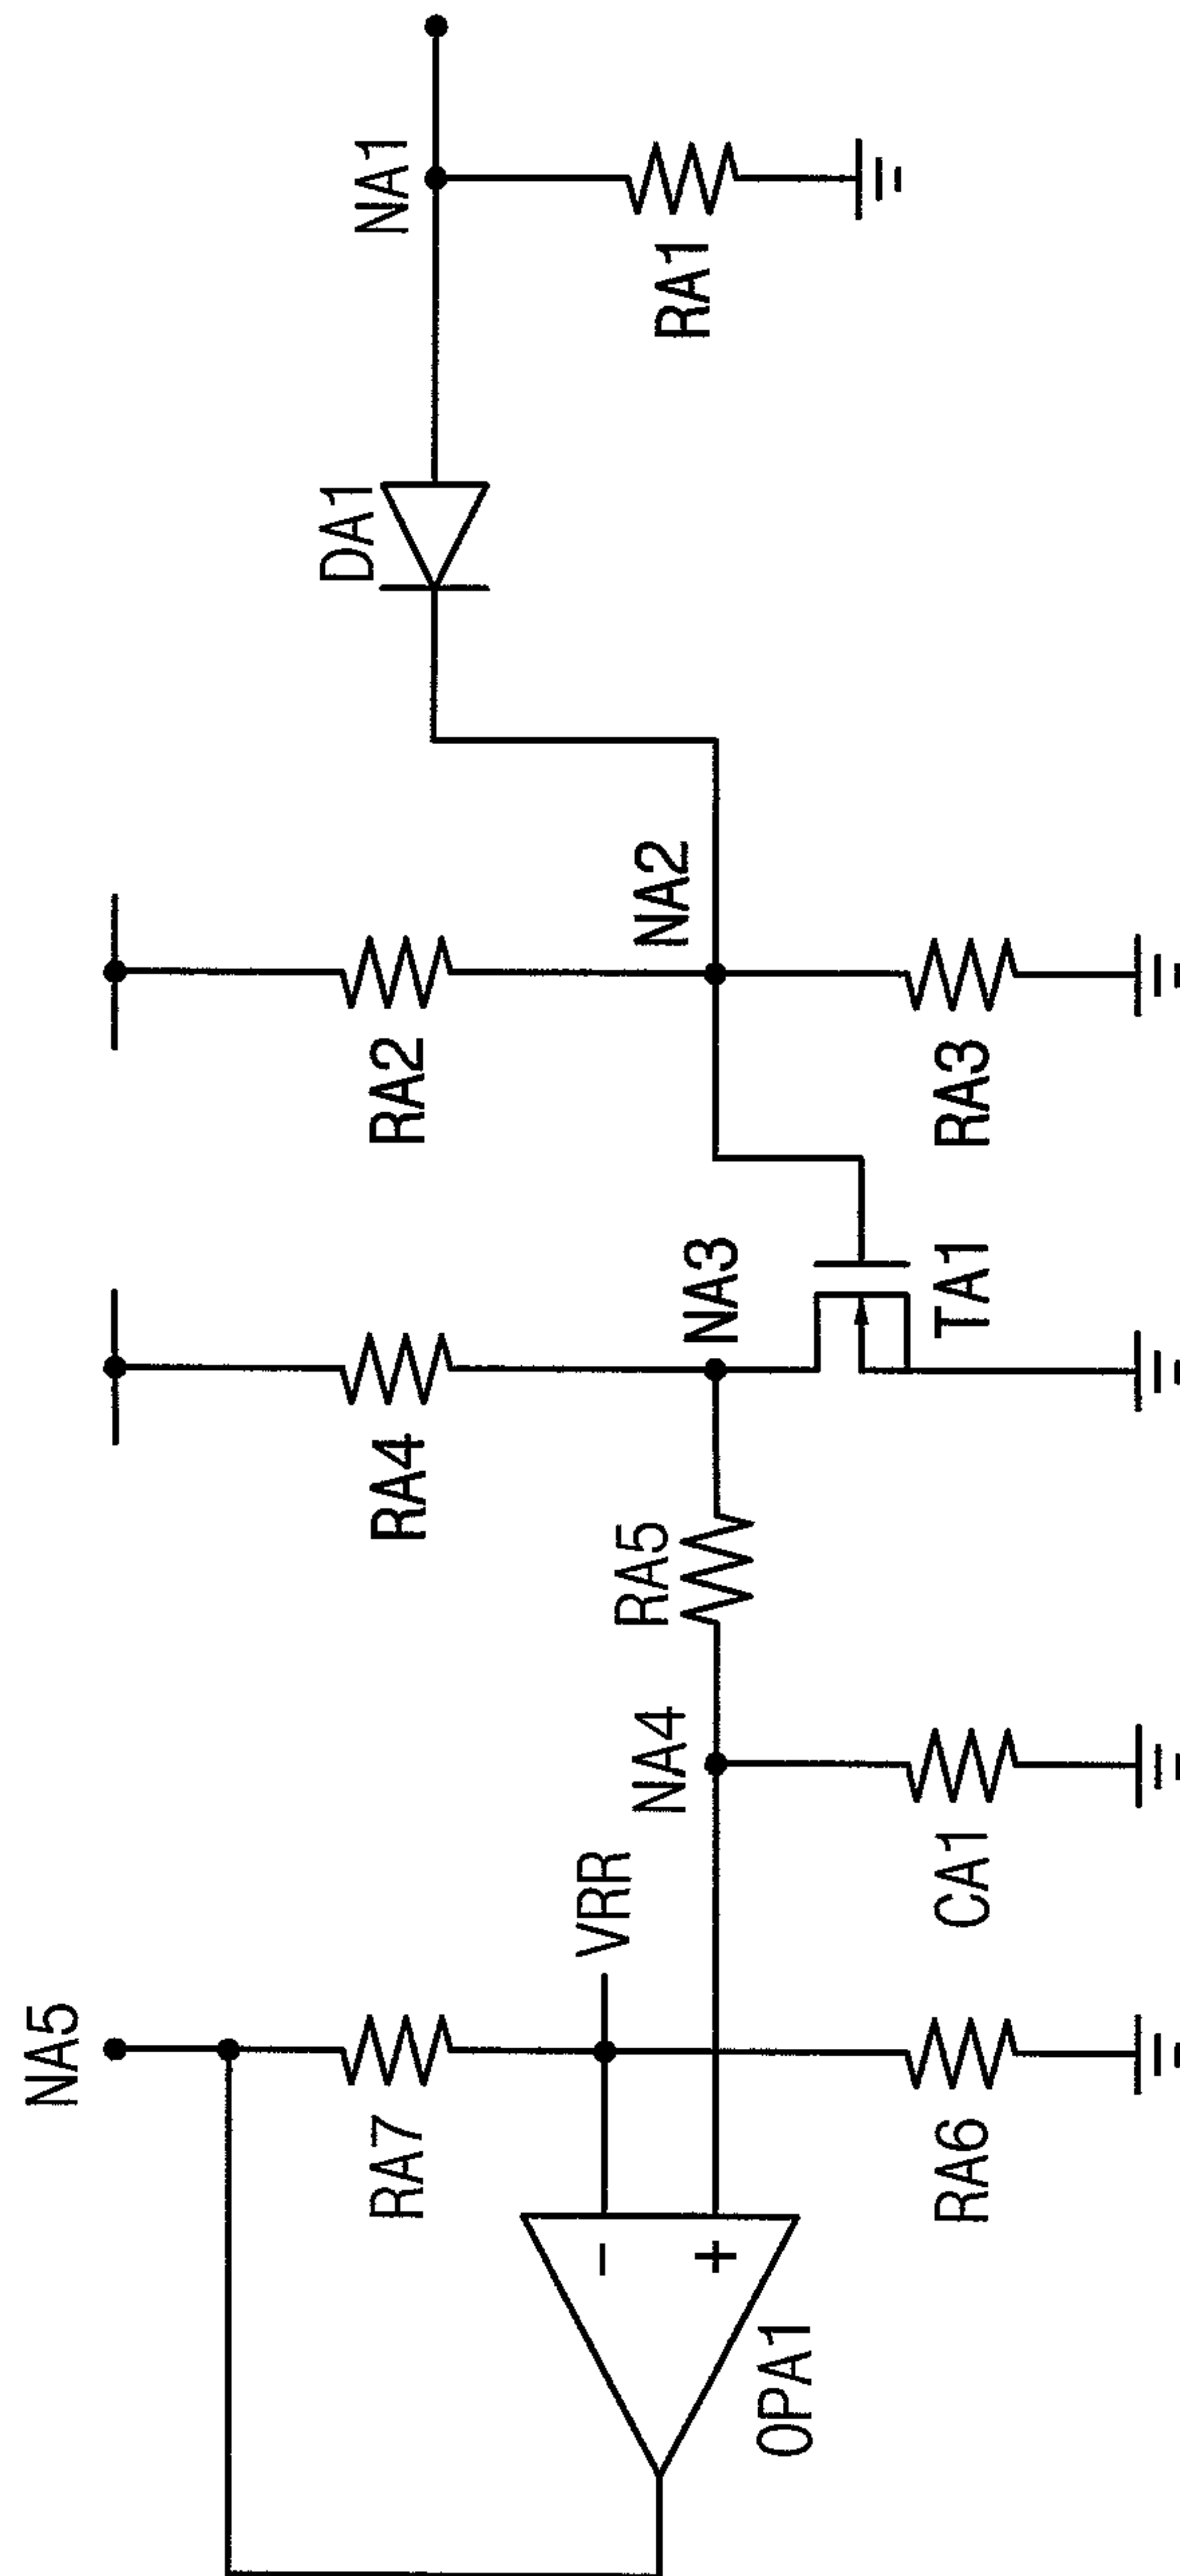 NA1
RA1
DA1
NA2
RA2
RA3
NA3
TA1
RA4
RA5
NA4
CA1
VRR
NA5
RA7
RA6
-
+
OPA1